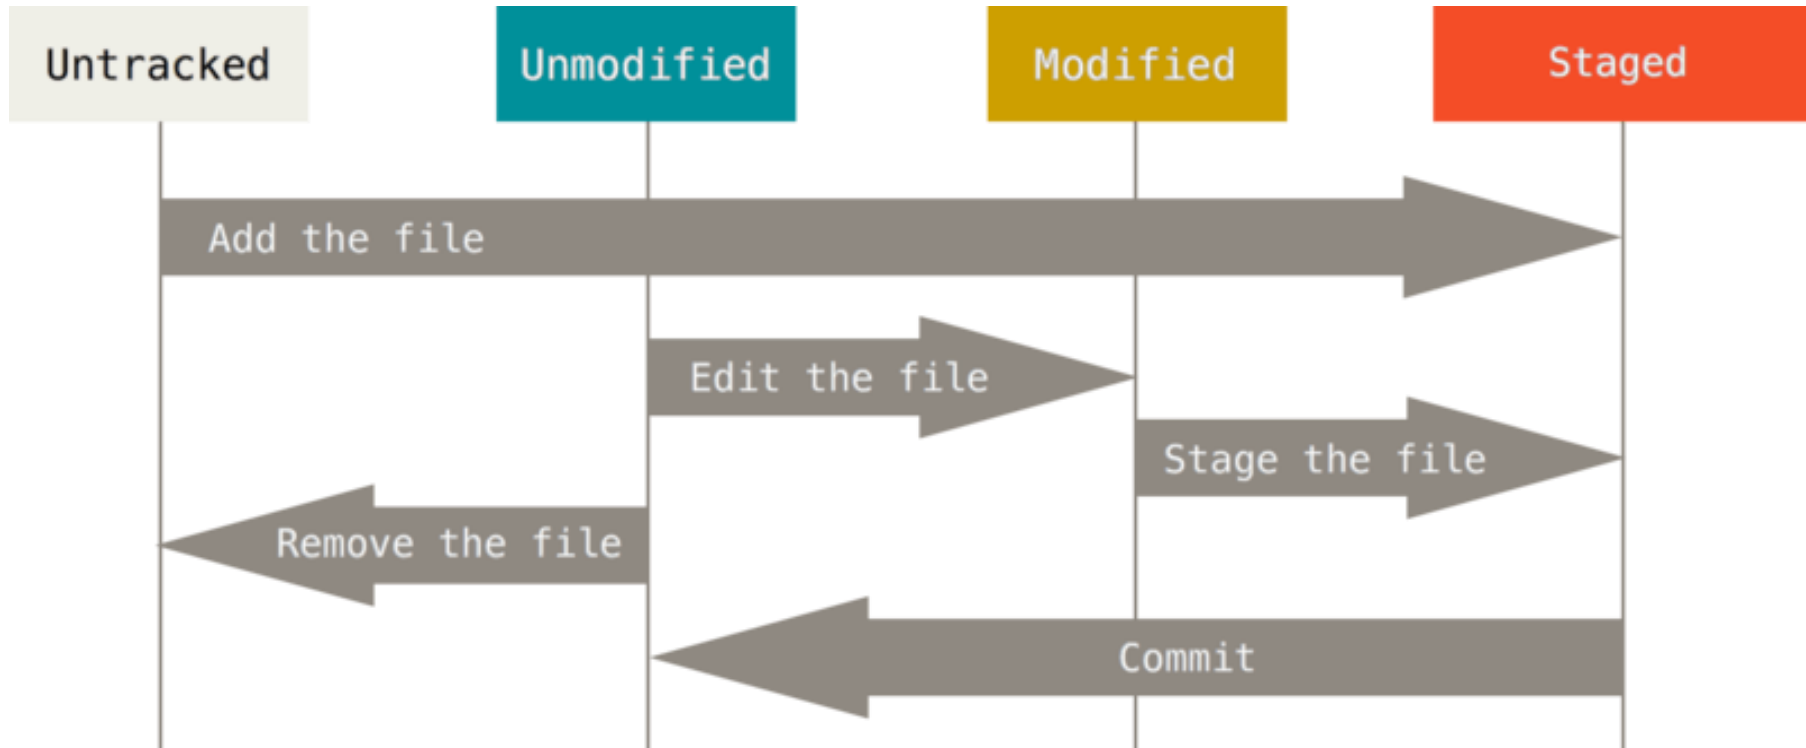 Untracked
Unmodified
Modified
Staged
Add the file
Edit the file
Stage the file
Remove the file
Commit